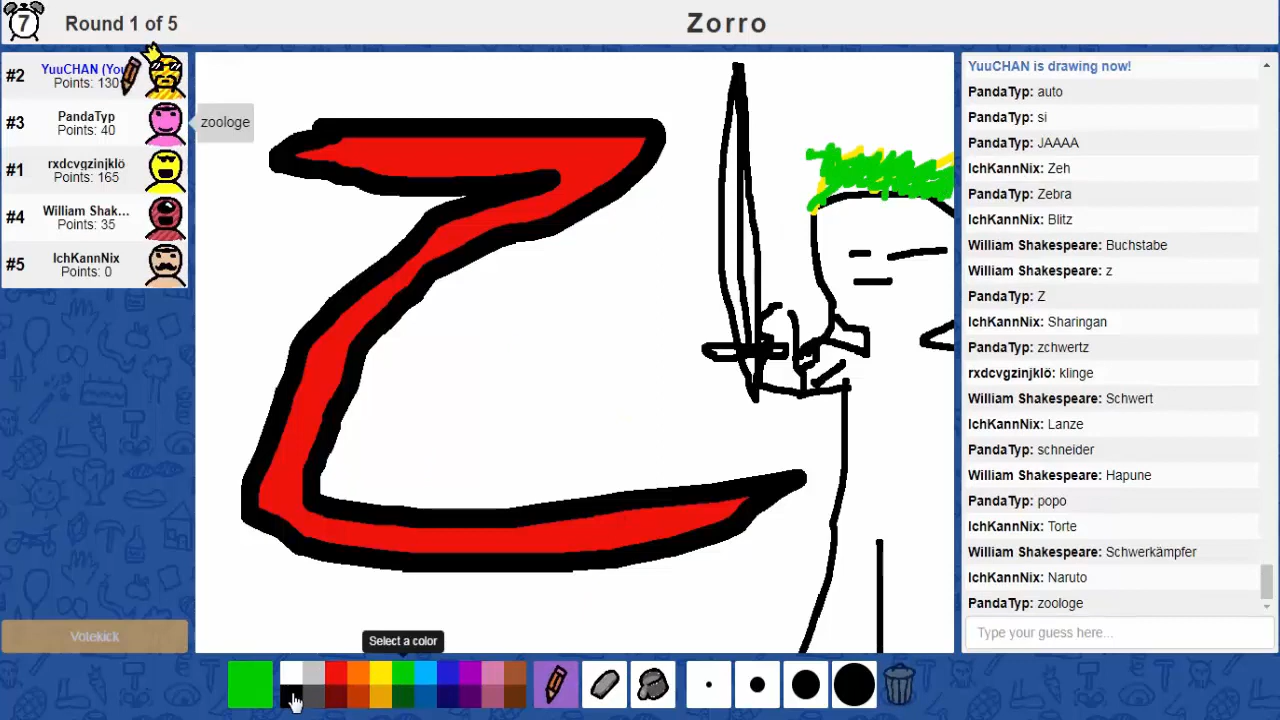 7
Round 1 of 5
Zorro
#2
YuuCHAN (You
Points: 130
#3
PandaTyp
Points: 40
zoologe
#1
rxdcvgzinjklö
Points: 165
#4
William Shak...
Points: 35
#5
IchKannNix
Points: 0
Votekick
Z
Select a color
YuuCHAN is drawing now!
PandaTyp: auto
PandaTyp: si
PandaTyp: JAAAA
IchKannNix: Zeh
PandaTyp: Zebra
IchKannNix: Blitz
William Shakespeare: Buchstabe
William Shakespeare: z
PandaTyp: Z
IchKannNix: Sharingan
PandaTyp: zchwertz
rxdcvgzinjklö: klinge
William Shakespeare: Schwert
IchKannNix: Lanze
PandaTyp: schneider
William Shakespeare: Hapune
PandaTyp: popo
IchKannNix: Torte
William Shakespeare: Schwerkämpfer
IchKannNix: Naruto
PandaTyp: zoologe
Type your guess here...